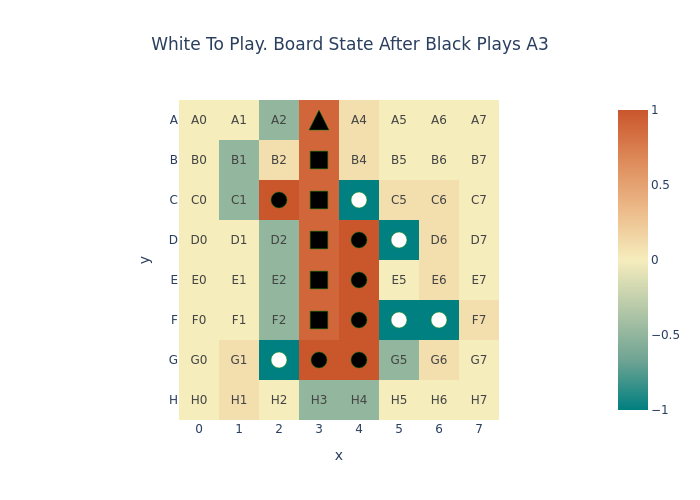 White To Play. Board State After Black Plays A3
A A0 A1 A2 A4 A5 A6 A7
B B0 B1 B2 B4 B5 B6 B7
C C0 C1 C5 C6 C7
D D0 D1 D2 D6 D7
E E0 E1 E2 E5 E6 E7
F F0 F1 F2 F7
G G0 G1 G5 G6 G7
H H0 H1 H2 H3 H4 H5 H6 H7
0 1 2 3 4 5 6 7
x
y
1
0.5
0
−0.5
−1